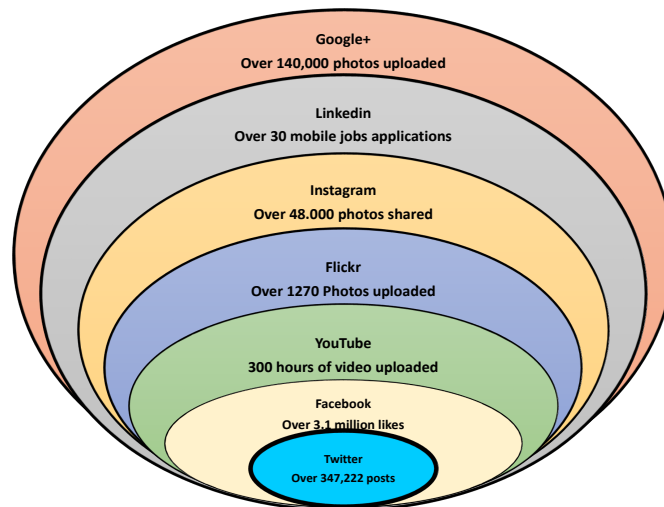 Google+
Over 140,000 photos uploaded
Linkedin
Over 30 mobile jobs applications
Instagram
Over 48.000 photos shared
Flickr
Over 1270 Photos uploaded
YouTube
300 hours of video uploaded
Facebook
Over 3,1 million likes
Twitter
Over 347,222 posts